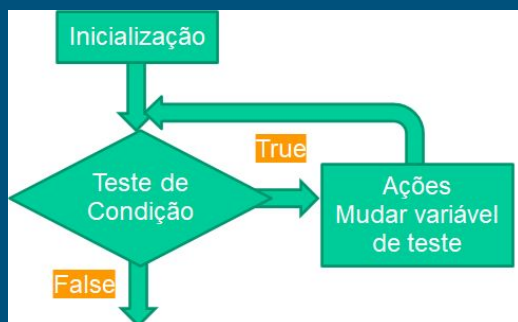 Inicialização
True
Teste de
Condição
Ações
Mudar variável
de teste
False